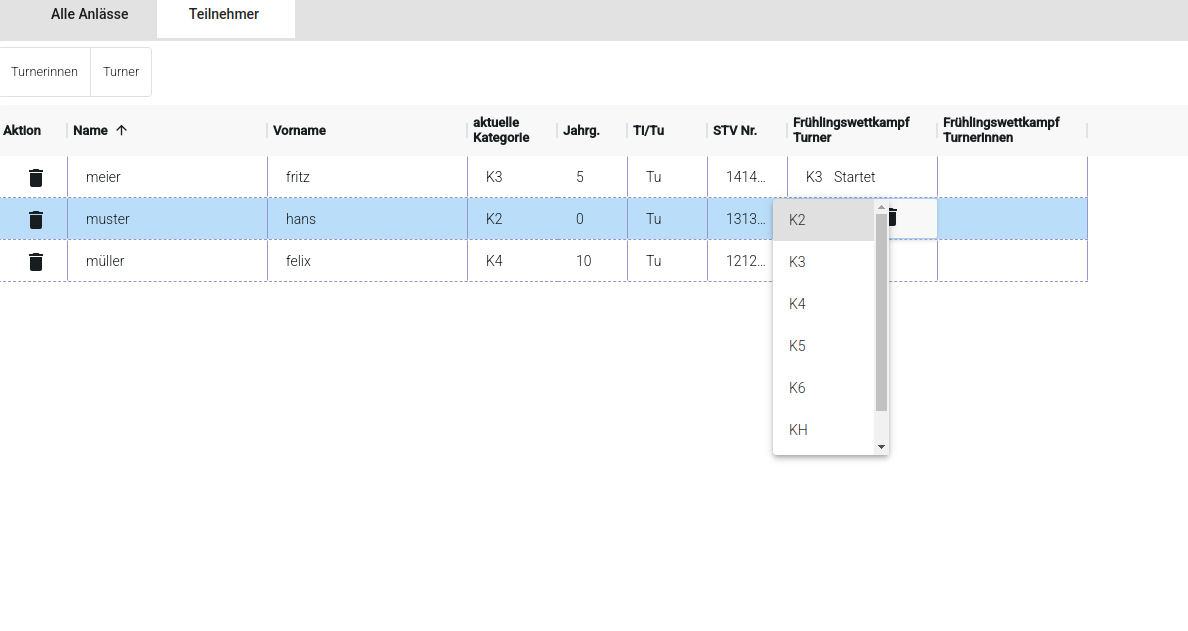 Alle Anlässe Teilnehmer
Turnerinnen Turner
Aktion Name Vorname aktuelle Kategorie Jahrg. TI/Tu STV Nr. Frühlingswettkampf Turner Frühlingswettkampf TurnerInnen
meier fritz K3 5 Tu 1414... K3 Startet
muster hans K2 0 Tu 1313...
müller felix K4 10 Tu 1212...
K2
K3
K4
K5
K6
KH